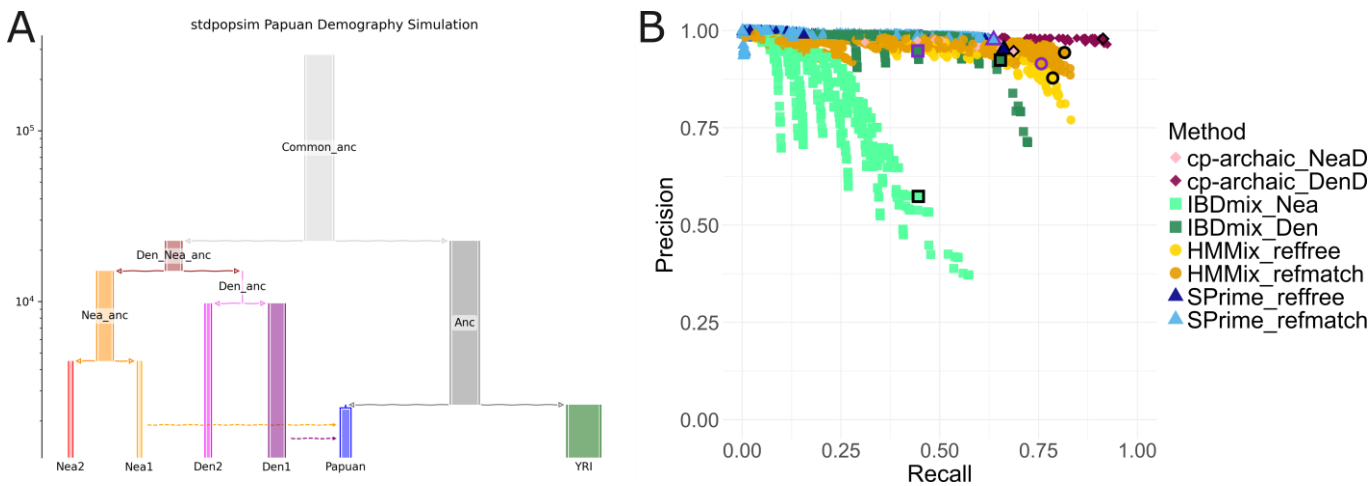 A
stdpopsim Papuan Demography Simulation
10⁵
10⁴
Common_anc
Den_Nea_anc
Den_anc
Nea_anc
Anc
Nea2
Nea1
Den2
Den1
Papuan
YRI
B
1.00
0.75
0.50
0.25
0.00
Precision
0.00
0.25
0.50
0.75
1.00
Recall
Method
cp-archaic_NeaD
cp-archaic_DenD
IBDmix_Nea
IBDmix_Den
HMMix_reffree
HMMix_refmatch
SPrime_reffree
SPrime_refmatch